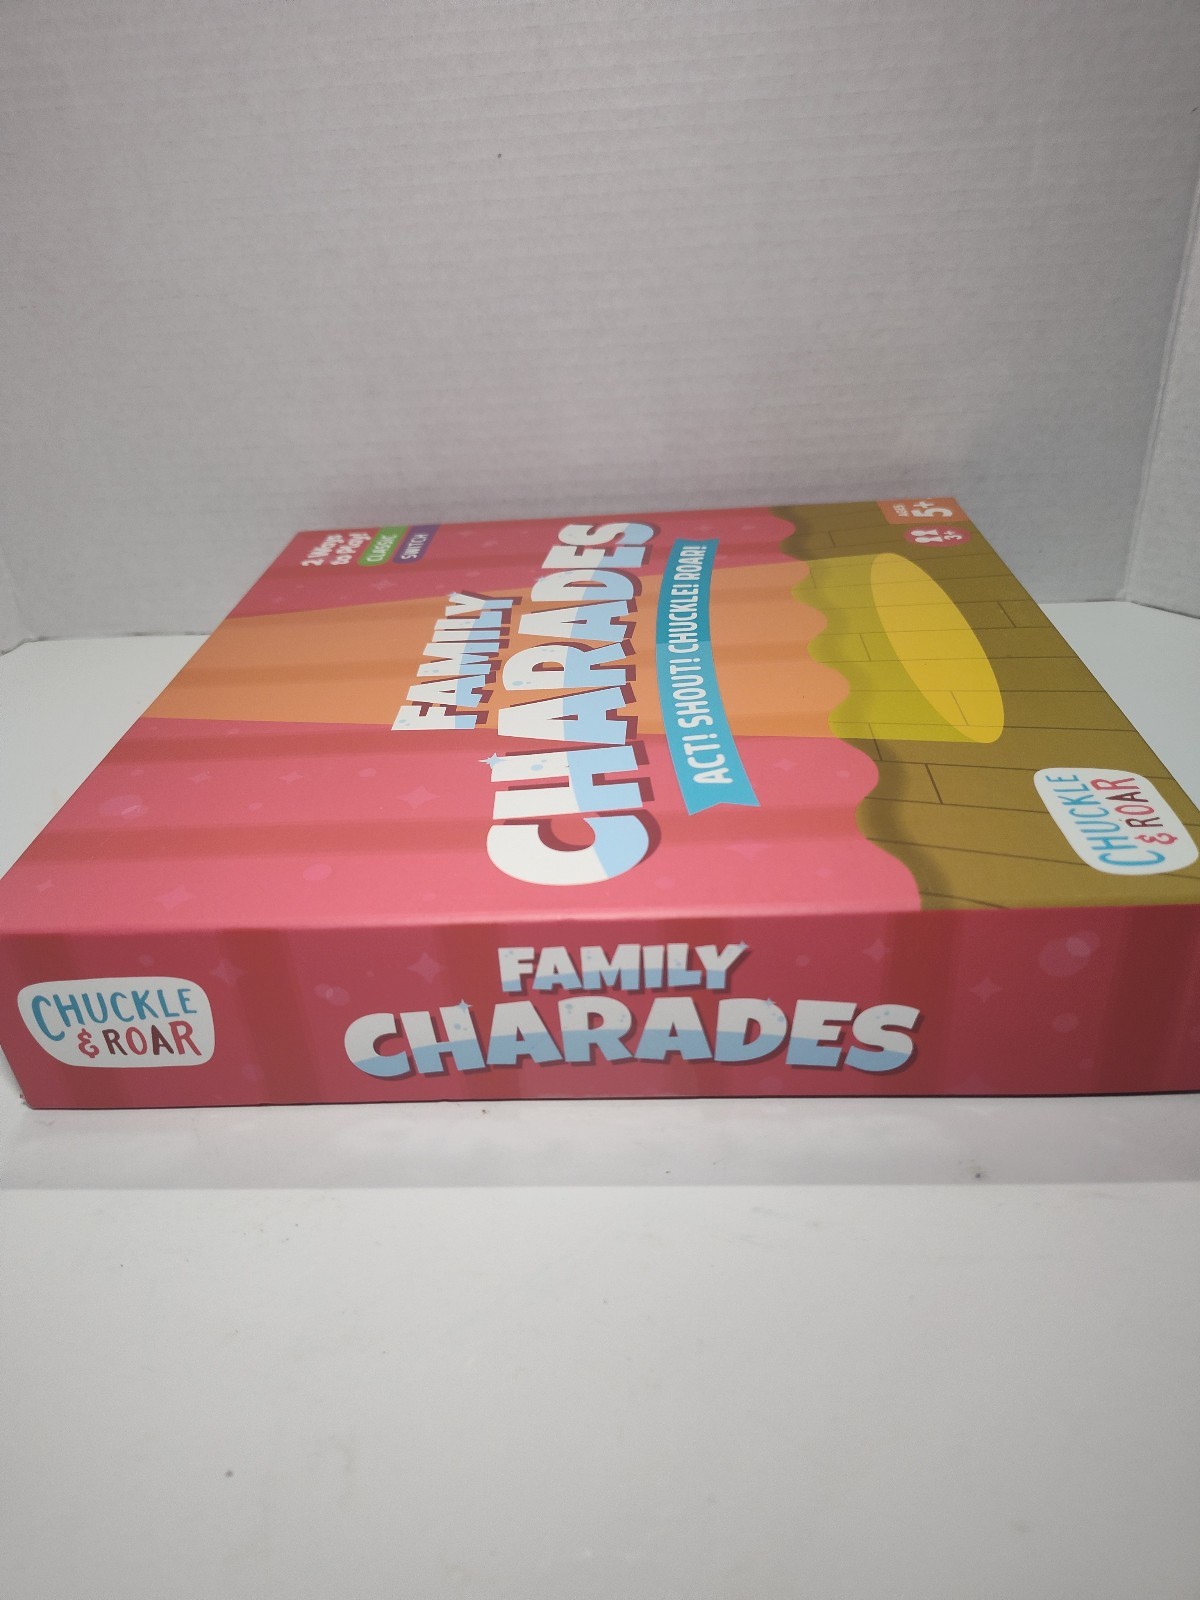 2 Ways
to Play!
CLASSIC
SWITCH
FAMILY
CHARADES
ACT! SHOUT! CHUCKLE! ROAR!
AGES
5+
3+
CHUCKLE
& ROAR
CHUCKLE
& ROAR
FAMILY
CHARADES